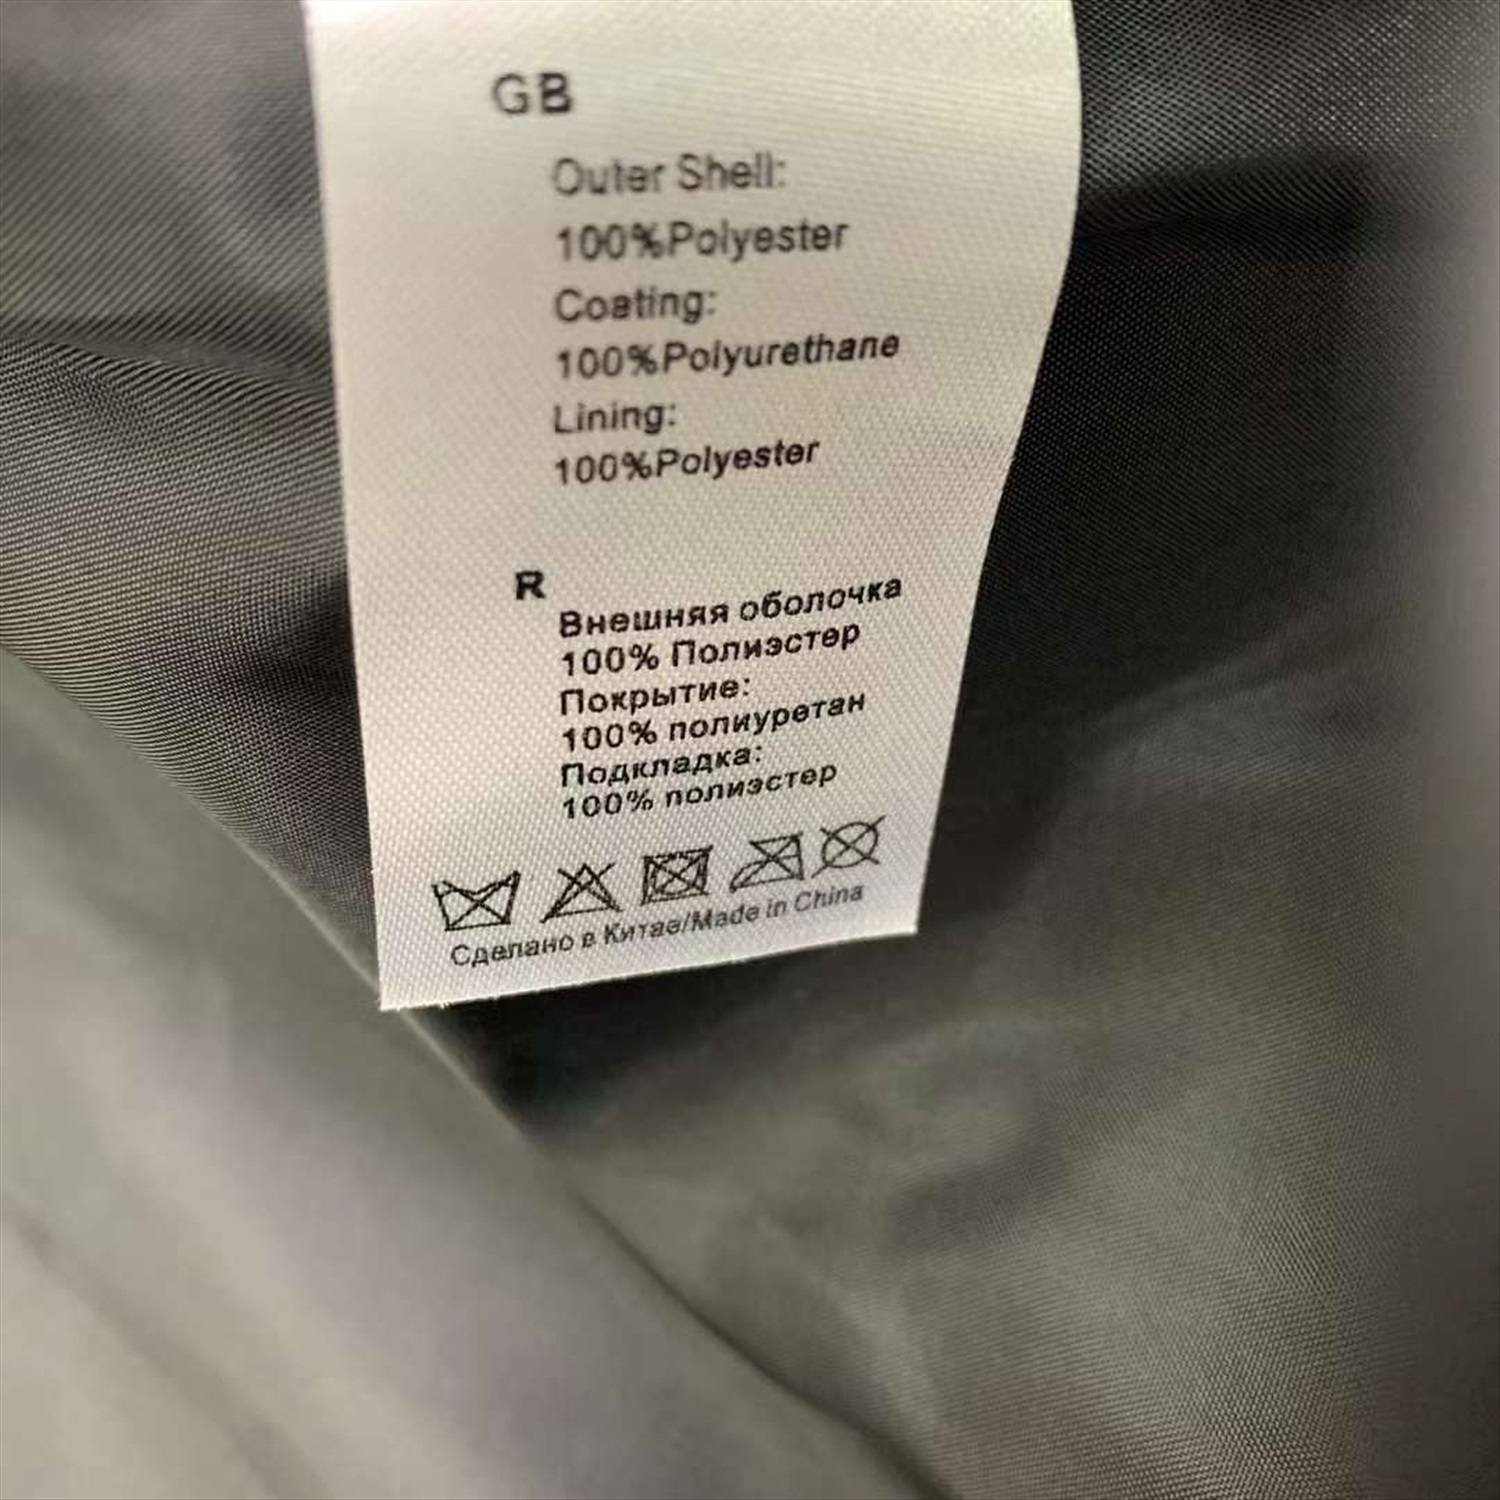 GB
Outer Shell:
100%Polyester
Coating:
100%Polyurethane
Lining:
100%Polyester
R
Внешняя оболочка
100% Полиэстер
Покрытие:
100% полиуретан
Подкладка:
100% полиэстер
Сделано в Китае/Made in China